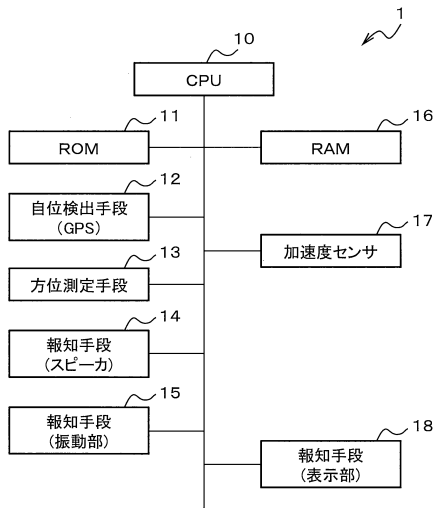 1
10
CPU
11
ROM
16
RAM
12
自位検出手段
(GPS)
17
加速度センサ
13
方位測定手段
14
報知手段
(スピーカ)
15
報知手段
(振動部)
18
報知手段
(表示部)